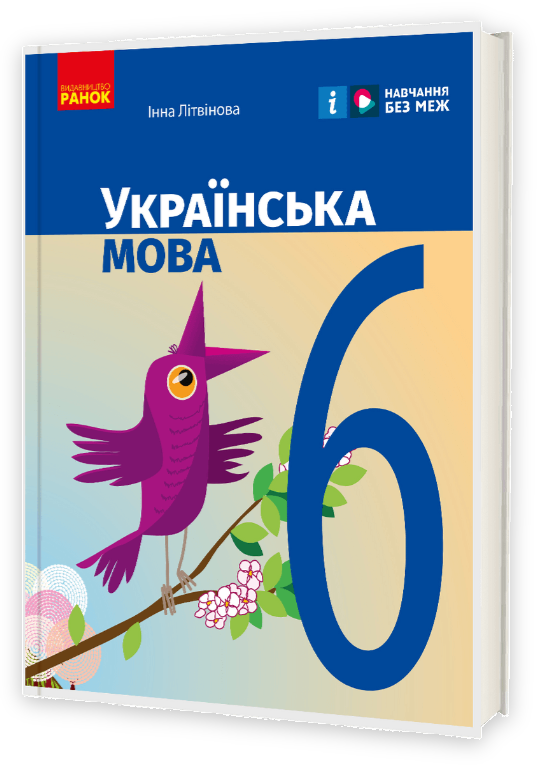 ВИДАВНИЦТВО
РАНОК
Інна Літвінова
i
НАВЧАННЯ
БЕЗ МЕЖ
УКРАЇНСЬКА
МОВА
6